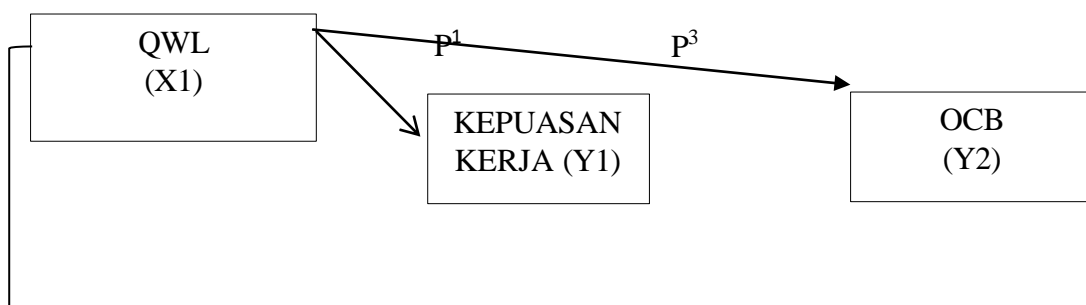 QWL
(X1)
P1
P3
KEPUASAN
KERJA (Y1)
OCB
(Y2)